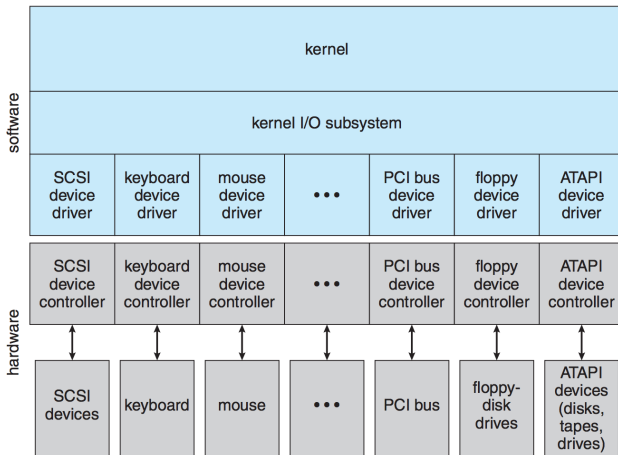 kernel
software
kernel I/O subsystem
SCSI
device
driver
keyboard
device
driver
mouse
device
driver
•••
PCI bus
device
driver
floppy
device
driver
ATAPI
device
driver
hardware
SCSI
device
controller
keyboard
device
controller
mouse
device
controller
•••
PCI bus
device
controller
floppy
device
controller
ATAPI
device
controller
SCSI
devices
keyboard
mouse
•••
PCI bus
floppy-
disk
drives
ATAPI
devices
(disks,
tapes,
drives)